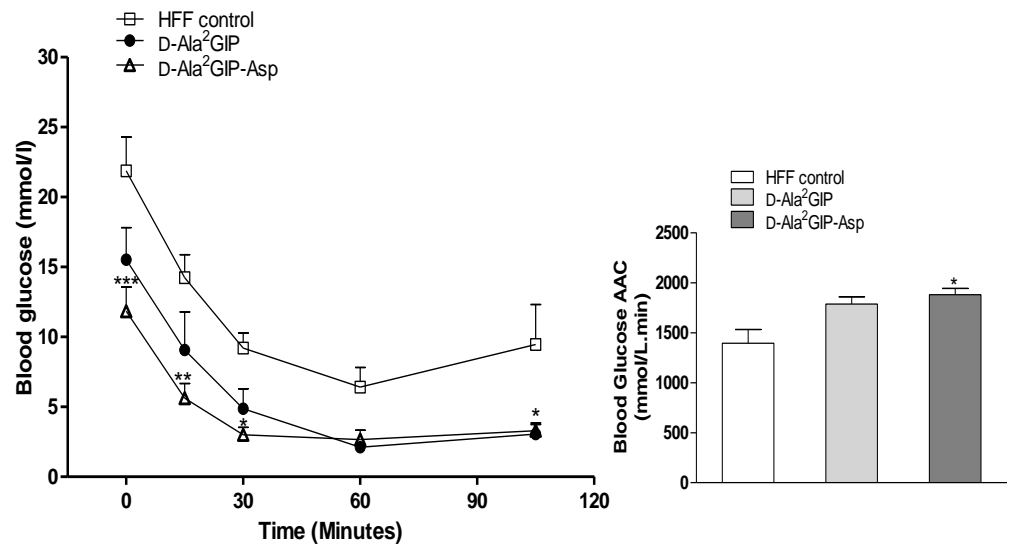 HFF control
D-Ala²GIP
D-Ala²GIP-Asp
30
25
20
15
10
5
0
Blood glucose (mmol/l)
***
**
*
*
0
30
60
90
120
Time (Minutes)
HFF control
D-Ala²GIP
D-Ala²GIP-Asp
2500
2000
1500
1000
500
0
Blood Glucose AAC
(mmol/L.min)
*